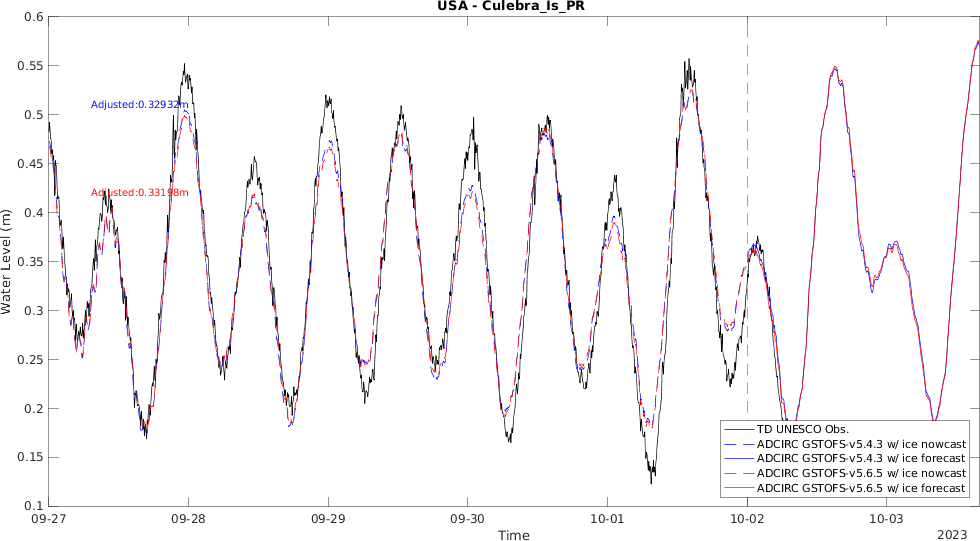 USA - Culebra_Is_PR
0.6
0.55
0.5
0.45
0.4
0.35
0.3
0.25
0.2
0.15
0.1
Water Level (m)
Adjusted:0.32932m
Adjusted:0.33198m
TD UNESCO Obs.
ADCIRC GSTOFS-v5.4.3 w/ ice nowcast
ADCIRC GSTOFS-v5.4.3 w/ ice forecast
ADCIRC GSTOFS-v5.6.5 w/ ice nowcast
ADCIRC GSTOFS-v5.6.5 w/ ice forecast
09-27 09-28 09-29 09-30 10-01 10-02 10-03
Time
2023